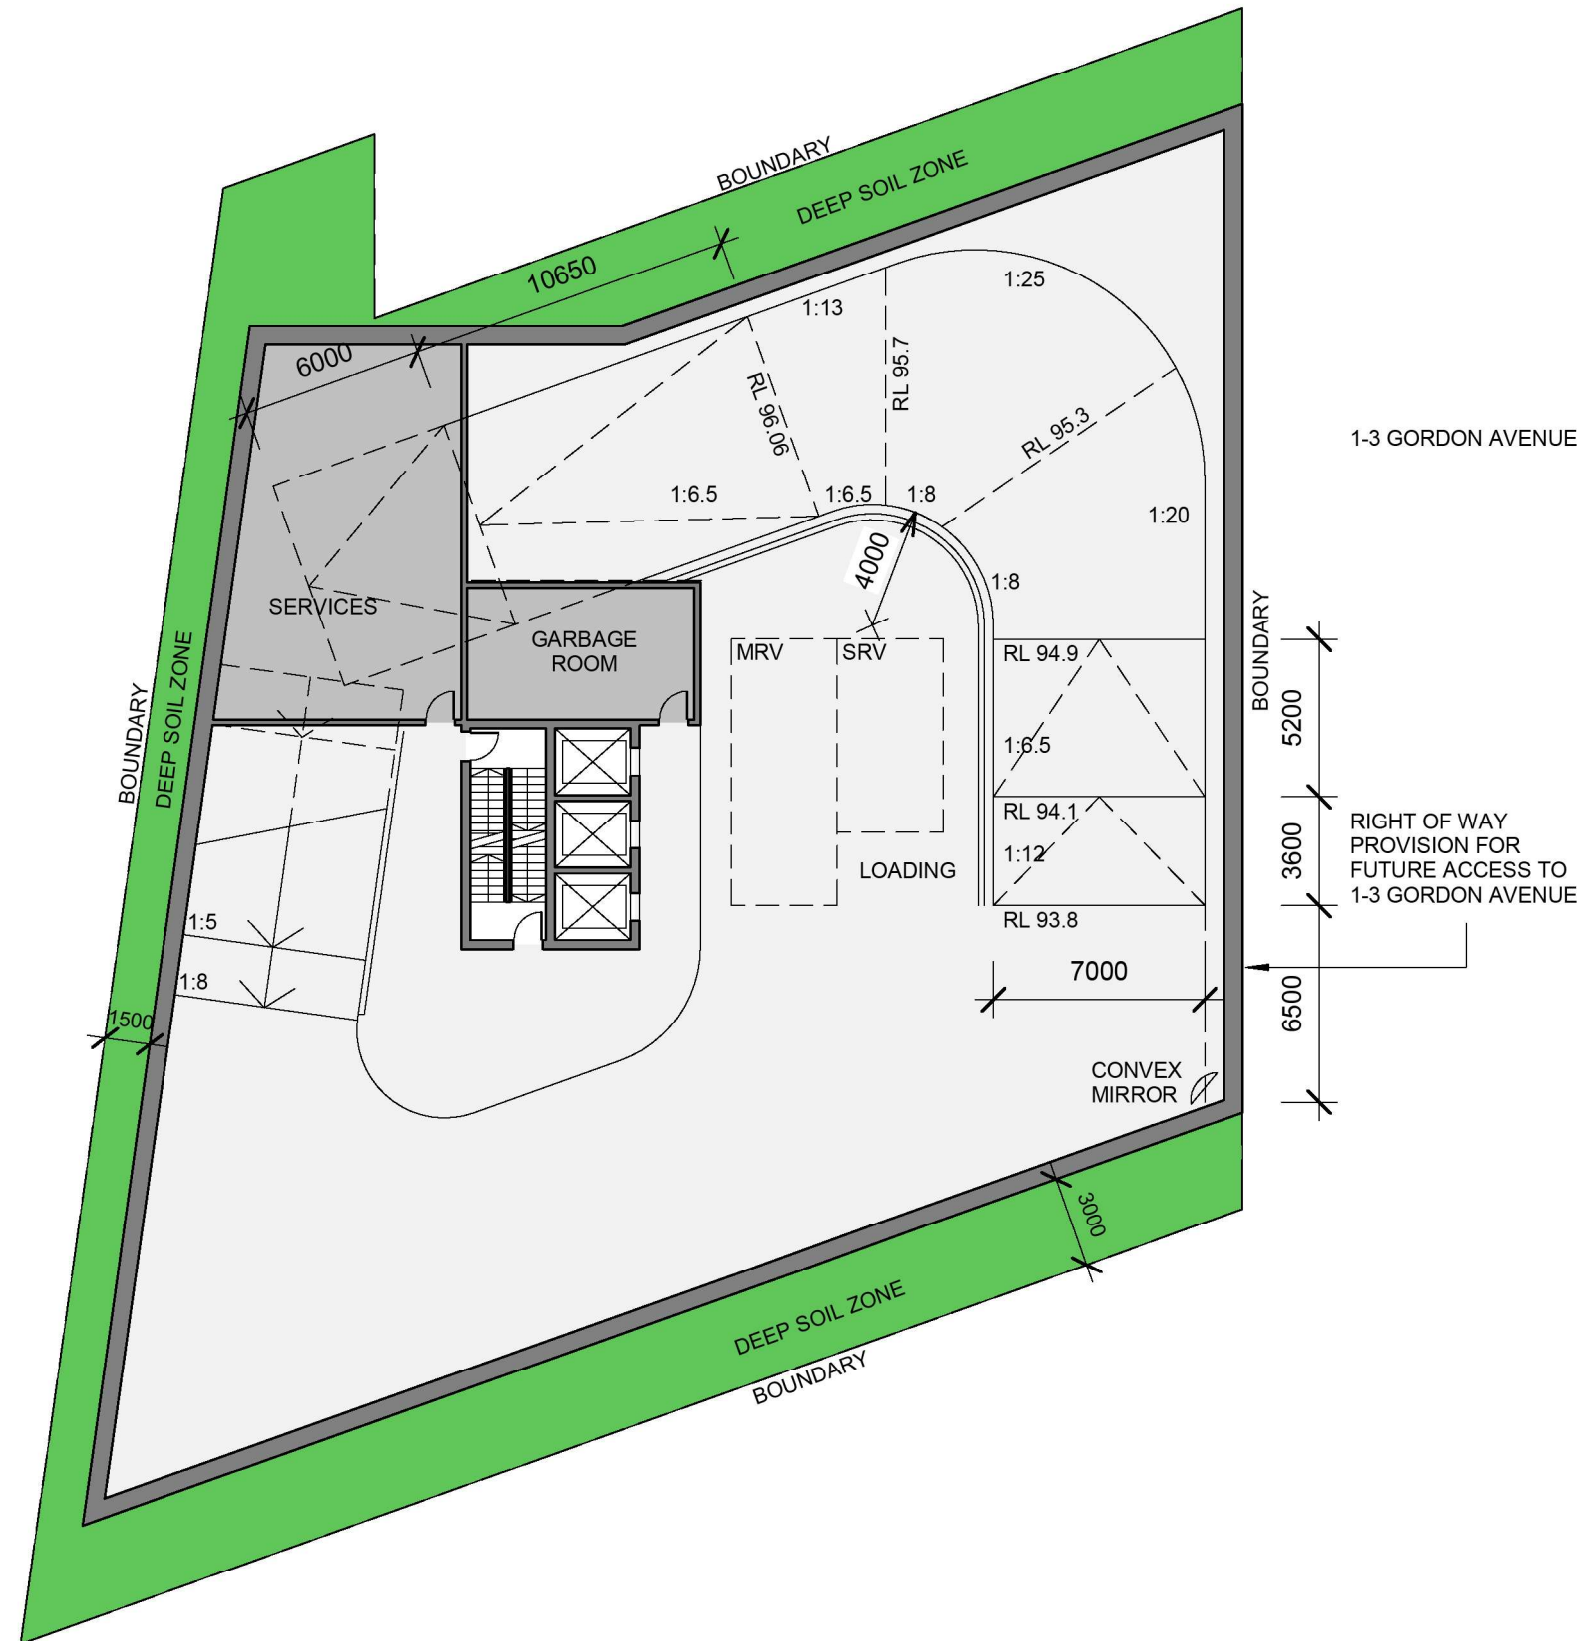 BOUNDARY
DEEP SOIL ZONE
10650
6000
1:13
1:25
RL 95.7
RL 96.06
RL 95.3
1-3 GORDON AVENUE
1:6.5
1:6.5
1:8
1:20
4000
1:8
SERVICES
GARBAGE
ROOM
MRV
SRV
RL 94.9
BOUNDARY
5200
BOUNDARY
DEEP SOIL ZONE
1:6.5
RL 94.1
1:12
3600
RIGHT OF WAY
PROVISION FOR
FUTURE ACCESS TO
1-3 GORDON AVENUE
LOADING
RL 93.8
1:5
1:8
7000
6500
1500
CONVEX
MIRROR
3000
DEEP SOIL ZONE
BOUNDARY